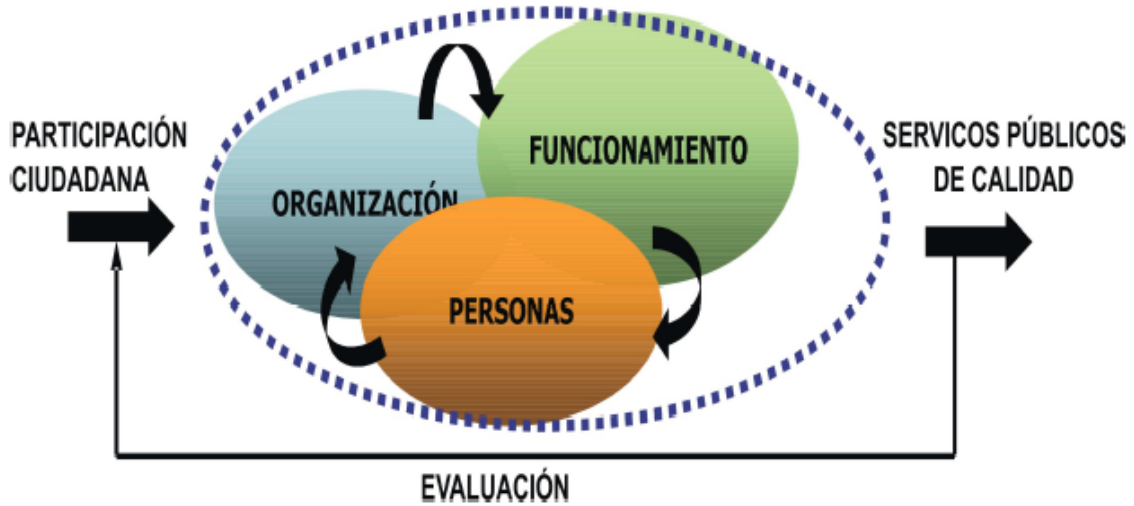 PARTICIPACIÓN
CIUDADANA
ORGANIZACIÓN
FUNCIONAMIENTO
PERSONAS
SERVICOS PÚBLICOS
DE CALIDAD
EVALUACIÓN